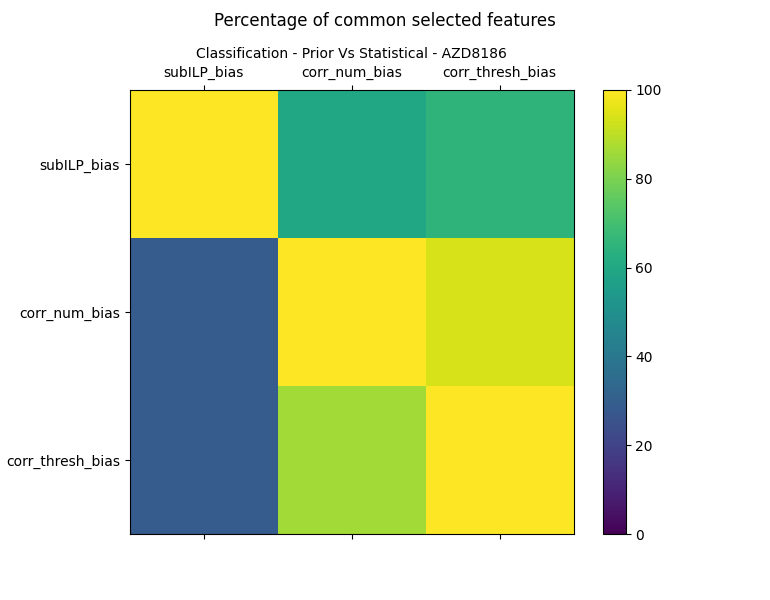 Percentage of common selected features
Classification - Prior Vs Statistical - AZD8186
subILP_bias corr_num_bias corr_thresh_bias
subILP_bias
corr_num_bias
corr_thresh_bias
100
80
60
40
20
0